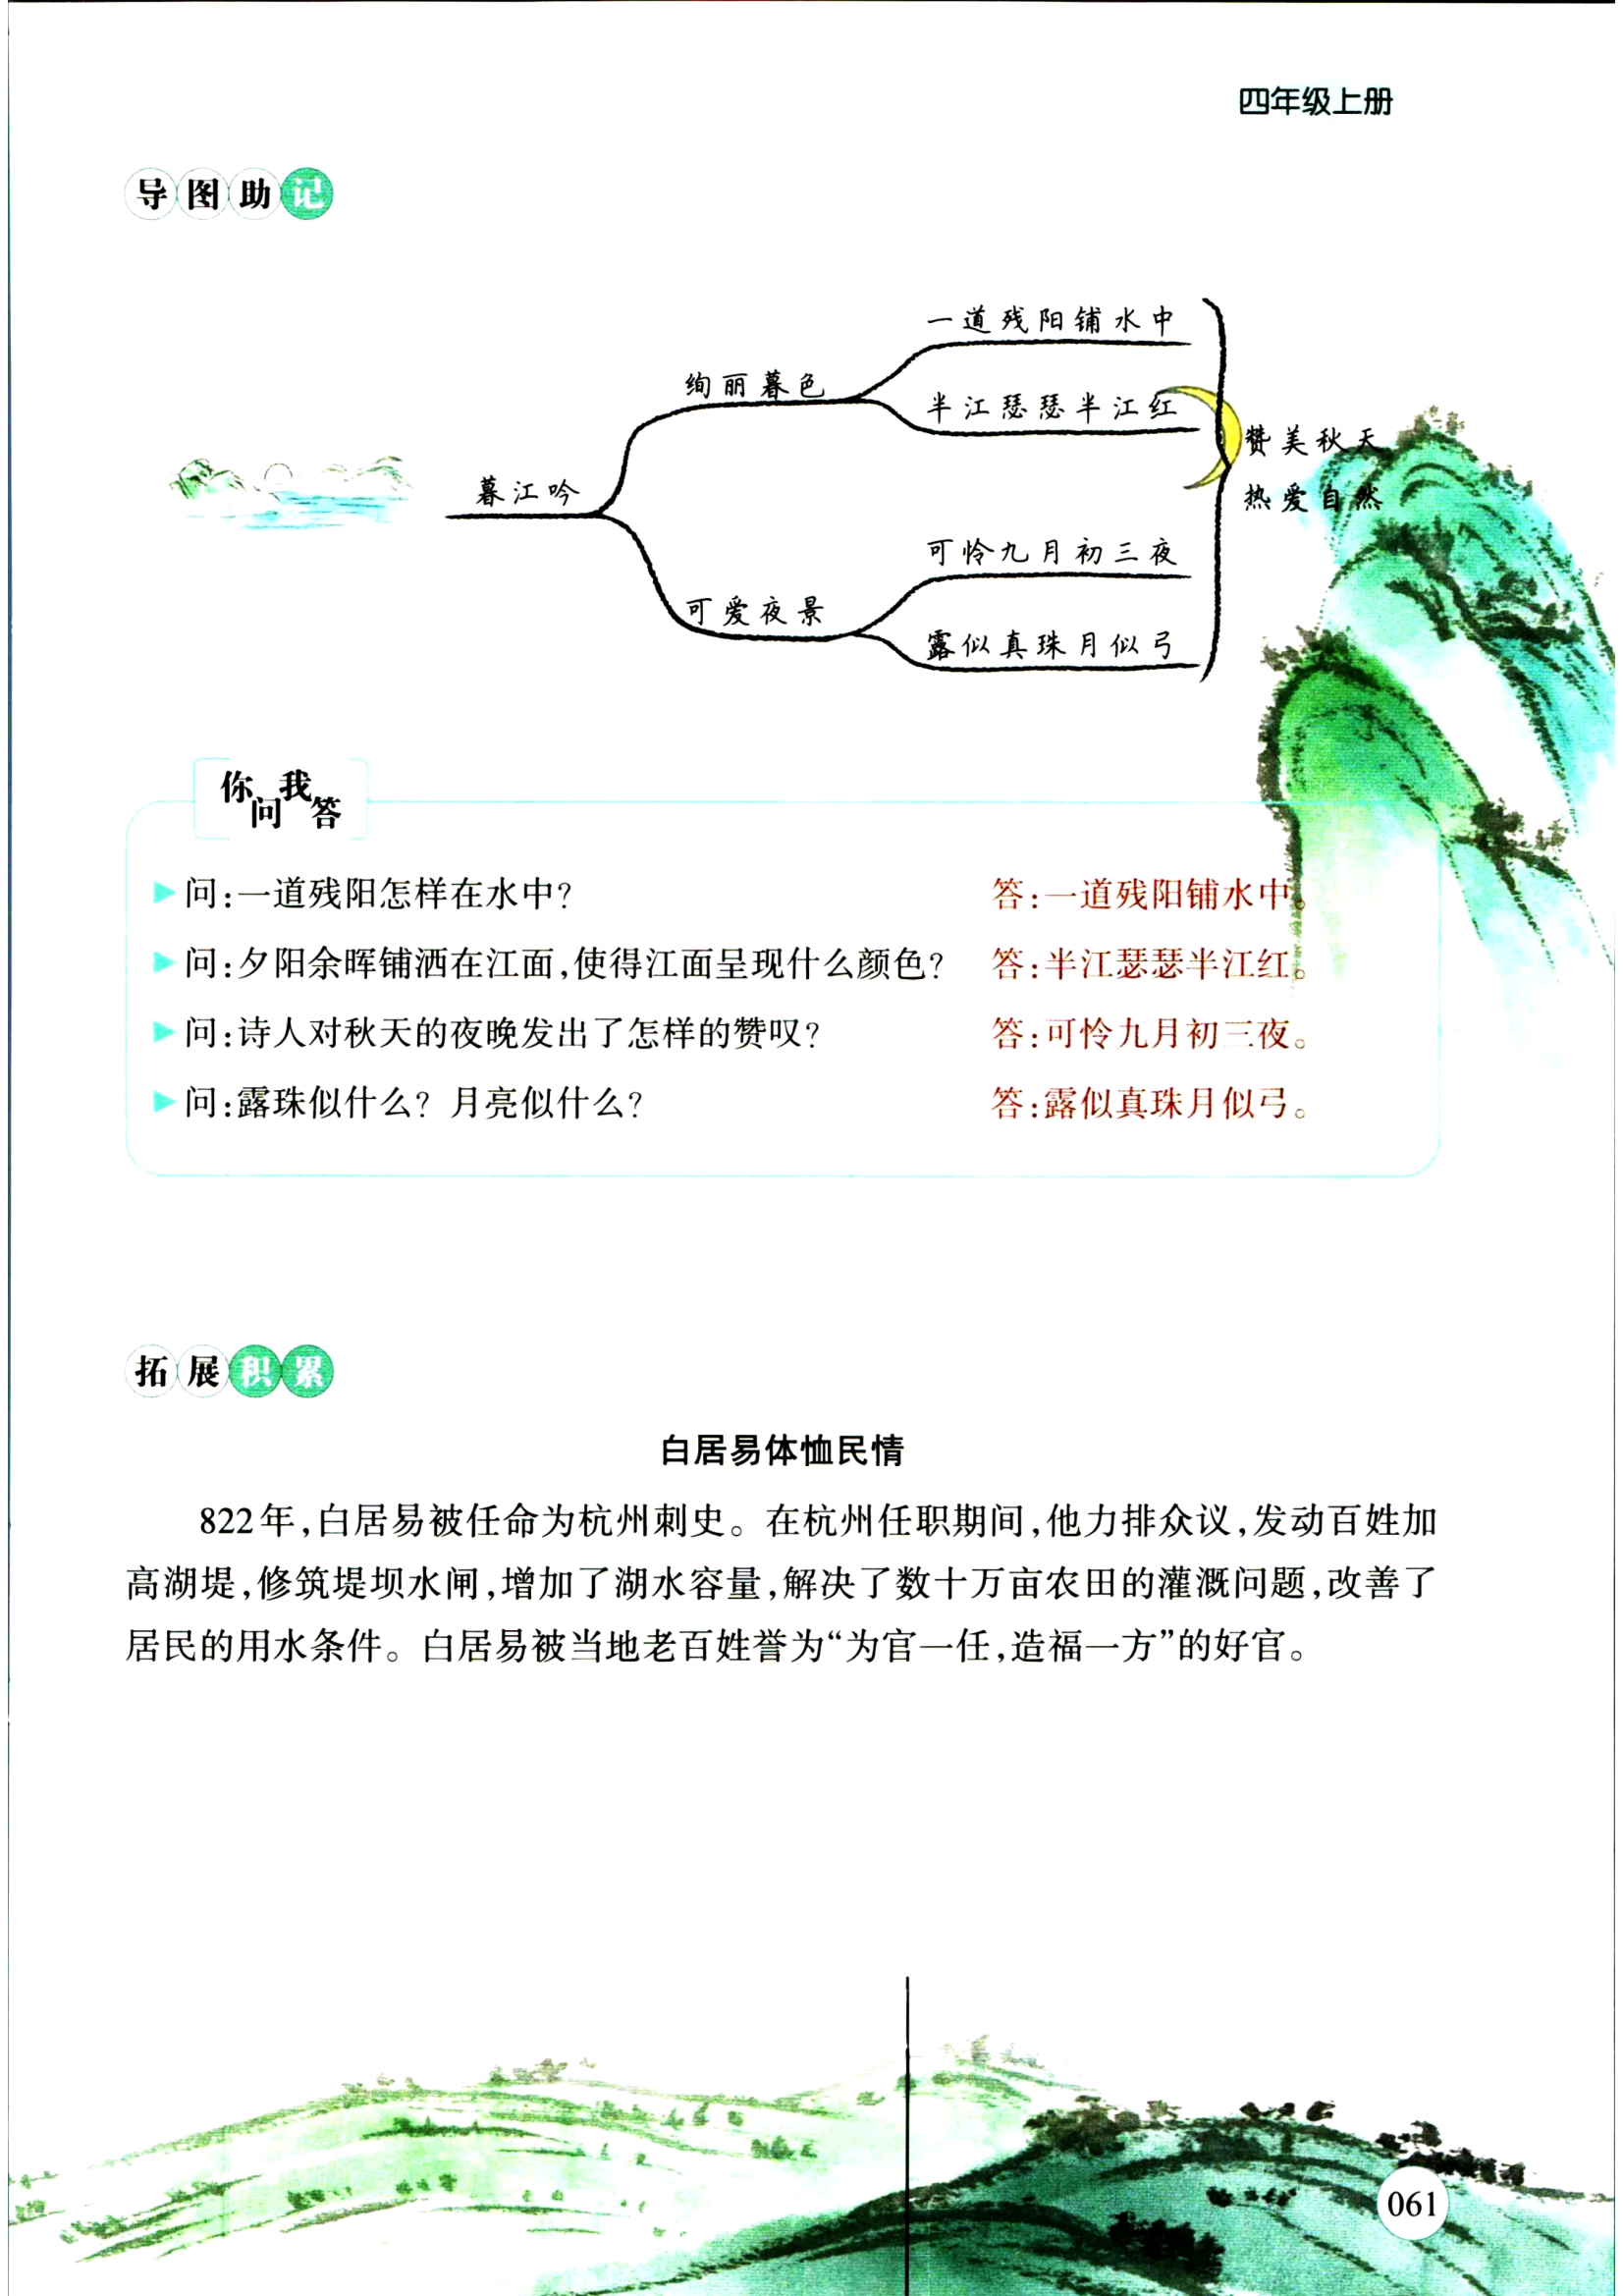 四年级上册
导图助记
一道残阳铺水中
绚丽暮色
半江瑟瑟半江红
赞美秋天
暮江吟
热爱自然
可怜九月初三夜
可爱夜景
露似真珠月似弓
你问我答
问:一道残阳怎样在水中? 答:一道残阳铺水中。
问:夕阳余晖铺洒在江面,使得江面呈现什么颜色? 答:半江瑟瑟半江红。
问:诗人对秋天的夜晚发出了怎样的赞叹? 答:可怜九月初三夜。
问:露珠似什么? 月亮似什么? 答:露似真珠月似弓。
拓展积累
白居易体恤民情
822年,白居易被任命为杭州刺史。在杭州任职期间,他力排众议,发动百姓加
高湖堤,修筑堤坝水闸,增加了湖水容量,解决了数十万亩农田的灌溉问题,改善了
居民的用水条件。白居易被当地老百姓誉为“为官一任,造福一方”的好官。
061